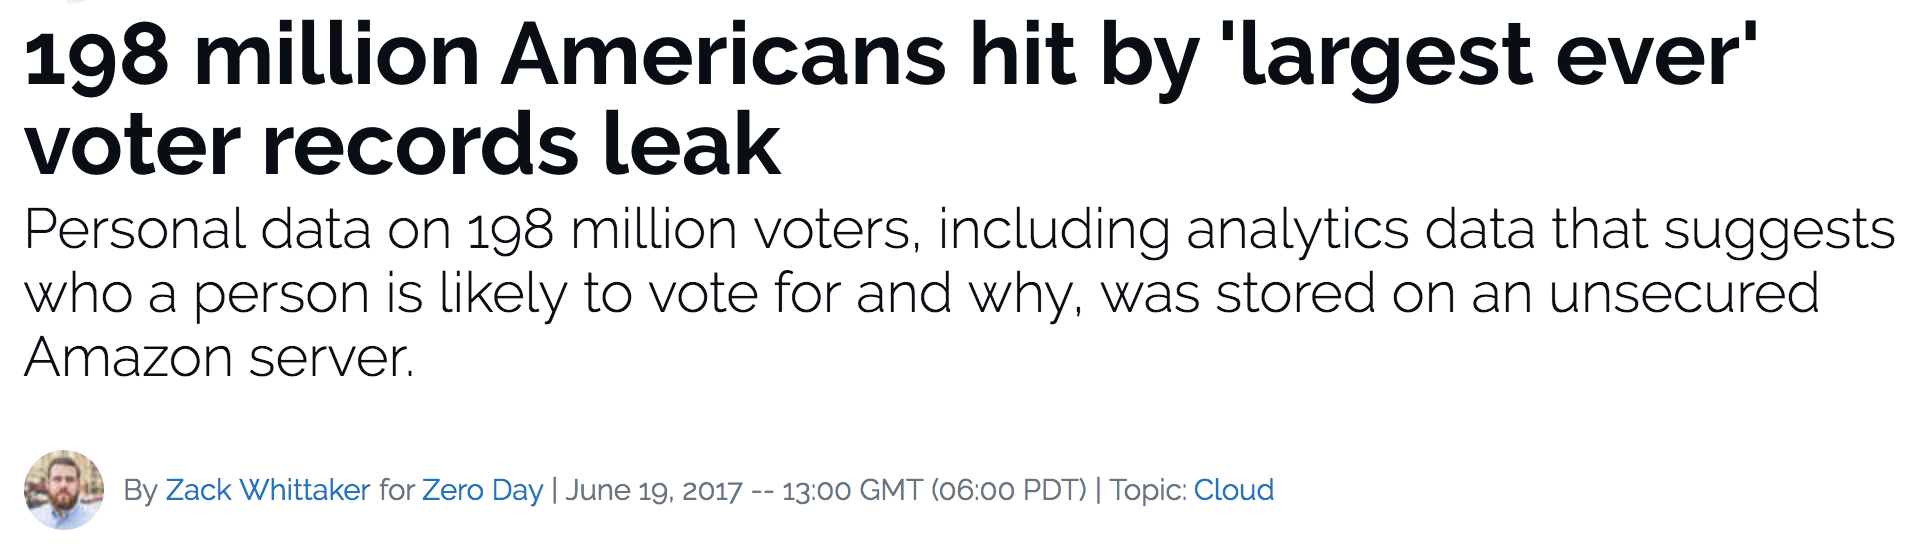 198 million Americans hit by 'largest ever'
voter records leak
Personal data on 198 million voters, including analytics data that suggests
who a person is likely to vote for and why, was stored on an unsecured
Amazon server.
By Zack Whittaker for Zero Day | June 19, 2017 -- 13:00 GMT (06:00 PDT) | Topic: Cloud